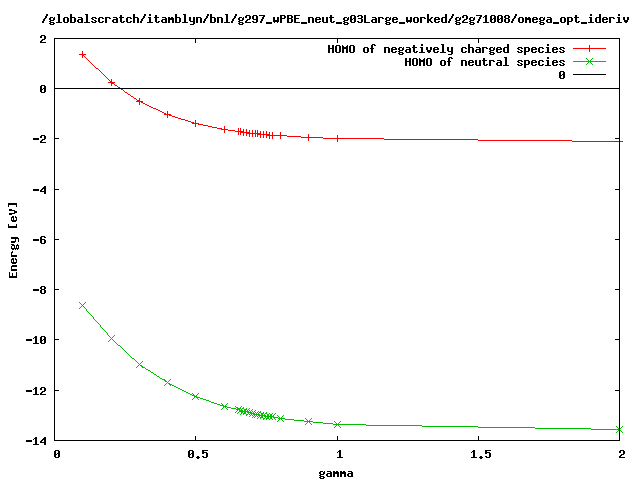 /globalscratch/itamblyn/bnl/g297_wPBE_neut_g03Large_worked/g2g71008/omega_opt_ideriv
HOMO of negatively charged species
HOMO of neutral species
0
2
0
-2
-4
-6
-8
-10
-12
-14
Energy [eV]
0 0.5 1 1.5 2
gamma